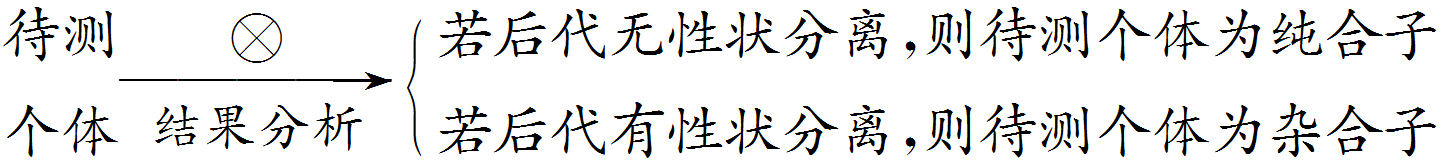 待测
个体
⊗
结果分析
若后代无性状分离,则待测个体为纯合子
若后代有性状分离,则待测个体为杂合子